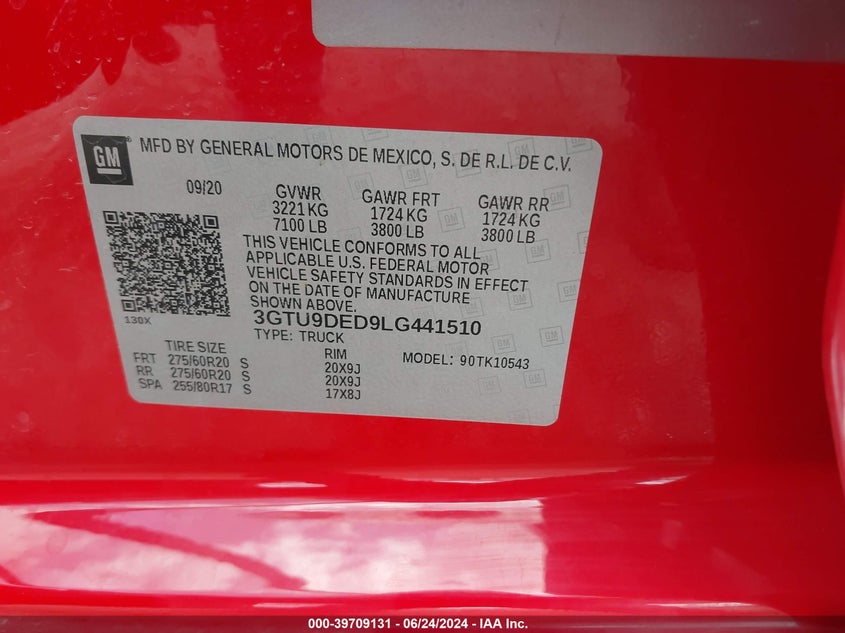 GM MFD BY GENERAL MOTORS DE MEXICO, S. DE R.L. DE C.V.
09/20 GVWR GAWR FRT GAWR RR
3221 KG 1724 KG 1724 KG
7100 LB 3800 LB 3800 LB
THIS VEHICLE CONFORMS TO ALL
APPLICABLE U.S. FEDERAL MOTOR
VEHICLE SAFETY STANDARDS IN EFFECT
ON THE DATE OF MANUFACTURE
SHOWN ABOVE.
130X 3GTU9DED9LG441510
TYPE: TRUCK
TIRE SIZE RIM MODEL: 90TK10543
FRT 275/60R20 S 20X9J
RR 275/60R20 S 20X9J
SPA 255/80R17 S 17X8J
000-39709131 - 06/24/2024 - IAA Inc.